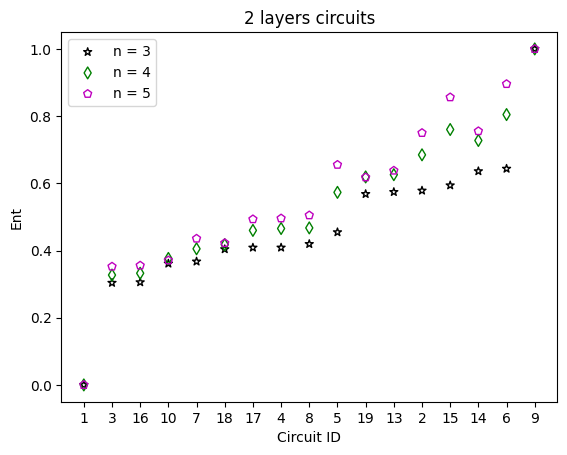 2 layers circuits
n = 3
n = 4
n = 5
1.0
0.8
0.6
0.4
0.2
0.0
Ent
1 3 16 10 7 18 17 4 8 5 19 13 2 15 14 6 9
Circuit ID